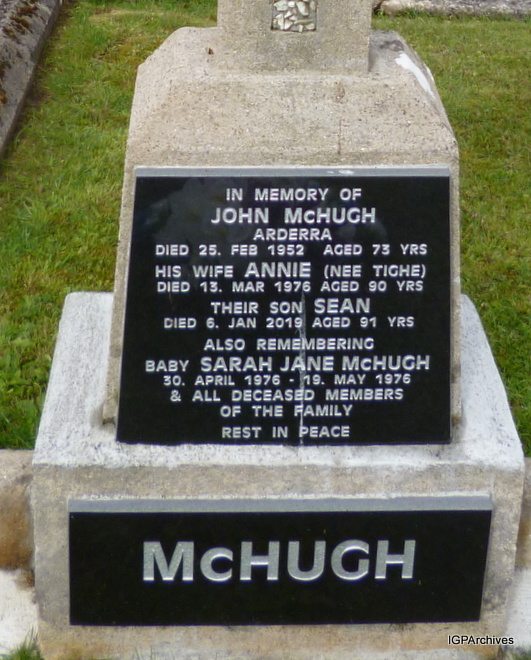 IN MEMORY OF
JOHN McHUGH
ARDERRA
DIED 25. FEB 1952 AGED 73 YRS
HIS WIFE ANNIE (NEE TIGHE)
DIED 13. MAR 1976 AGED 90 YRS
THEIR SON SEAN
DIED 6. JAN 2019 AGED 91 YRS
ALSO REMEMBERING
BABY SARAH JANE McHUGH
30. APRIL 1976 - 19. MAY 1976
& ALL DECEASED MEMBERS
OF THE FAMILY
REST IN PEACE
McHUGH
IGPArchives